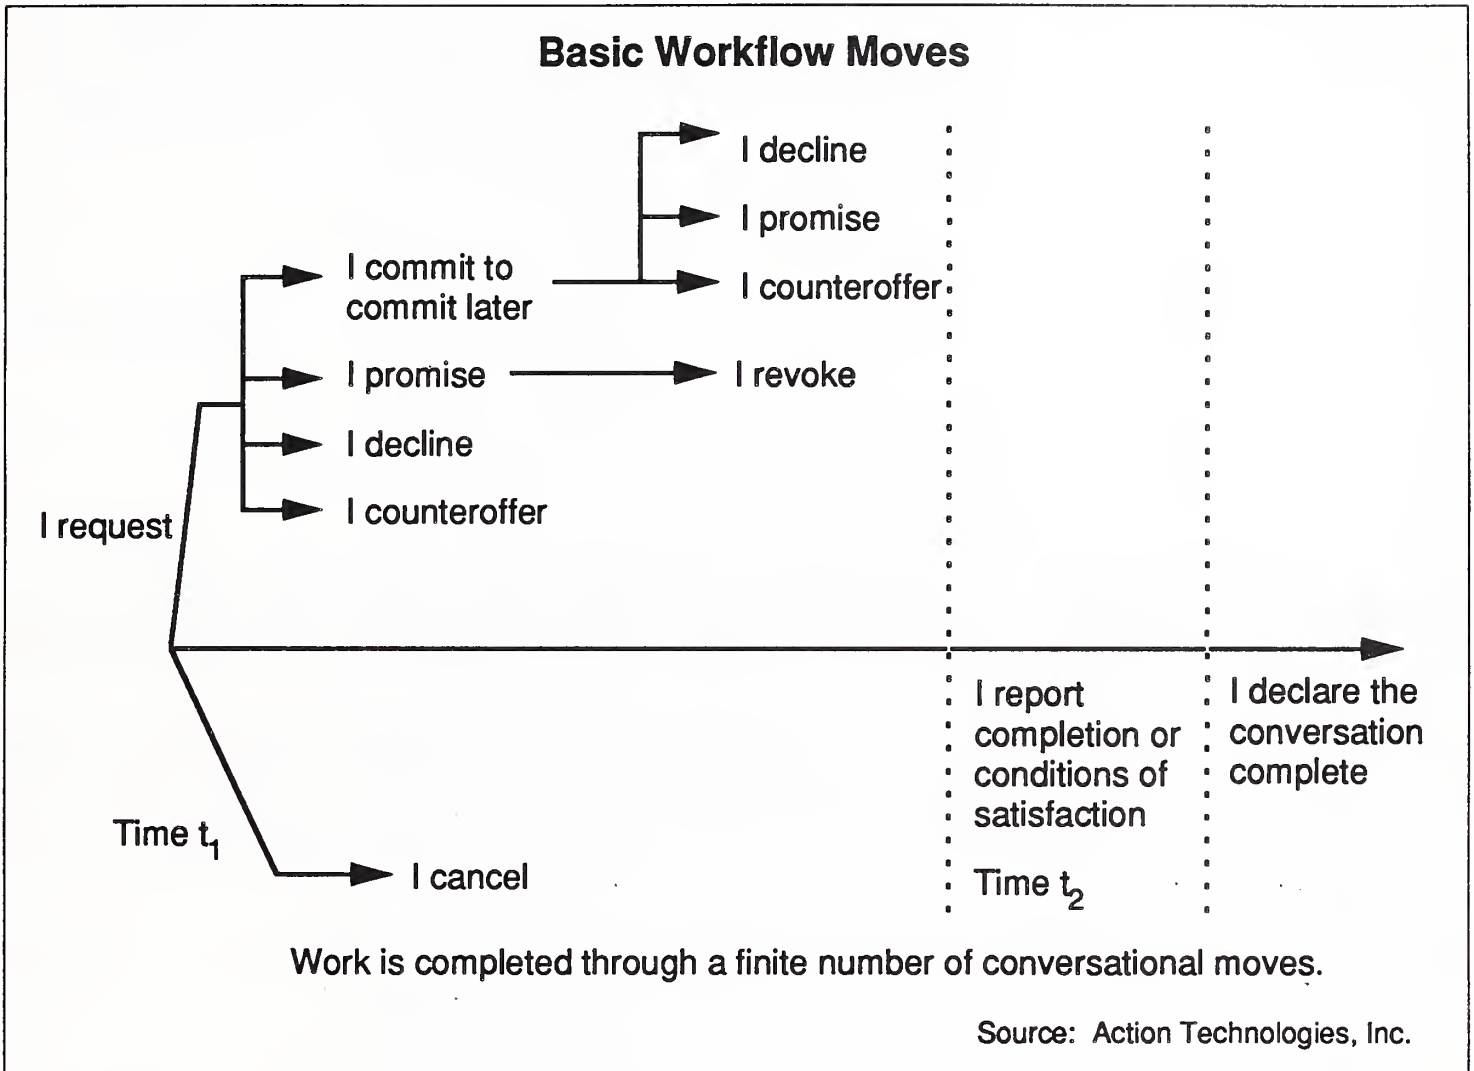 Basic Workflow Moves
I decline
I promise
I counteroffer
I commit to
commit later
I promise
I revoke
I decline
I counteroffer
I request
I report
completion or
conditions of
satisfaction
I declare the
conversation
complete
Time t₁
I cancel
Time t₂
Work is completed through a finite number of conversational moves.
Source: Action Technologies, Inc.